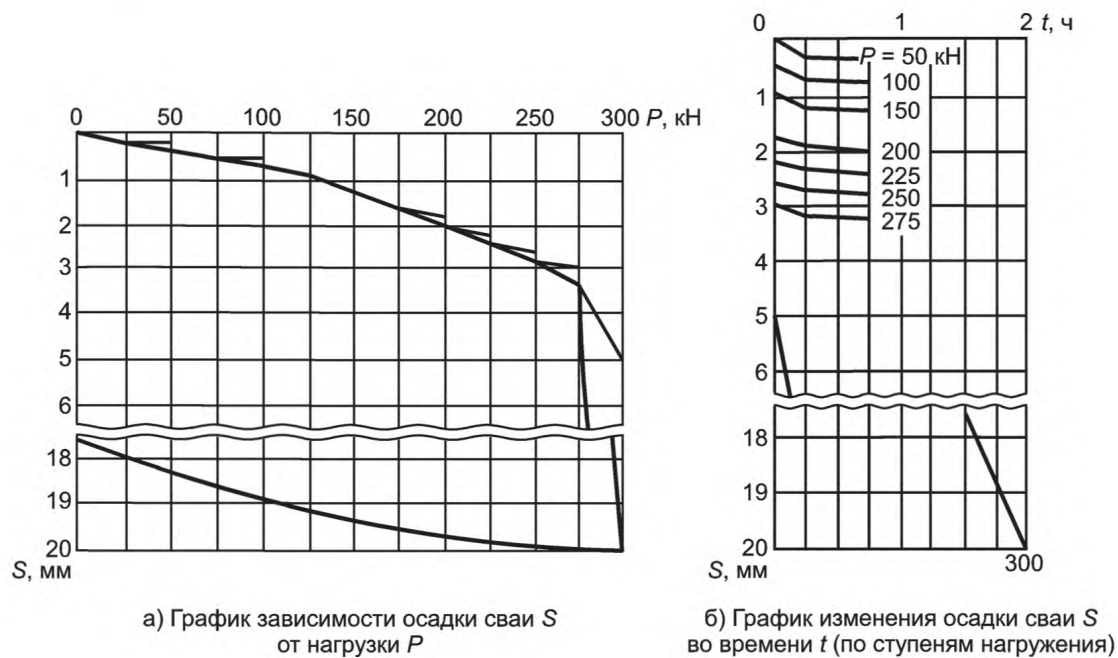 0 50 100 150 200 250 300 P, кН
1
2
3
4
5
6
18
19
20
S, мм
а) График зависимости осадки сваи S
от нагрузки P
0 1 2 t, ч
P = 50 кН
100
1
150
2
200
225
250
3
275
4
5
6
18
19
20
300
S, мм
б) График изменения осадки сваи S
во времени t (по ступеням нагружения)